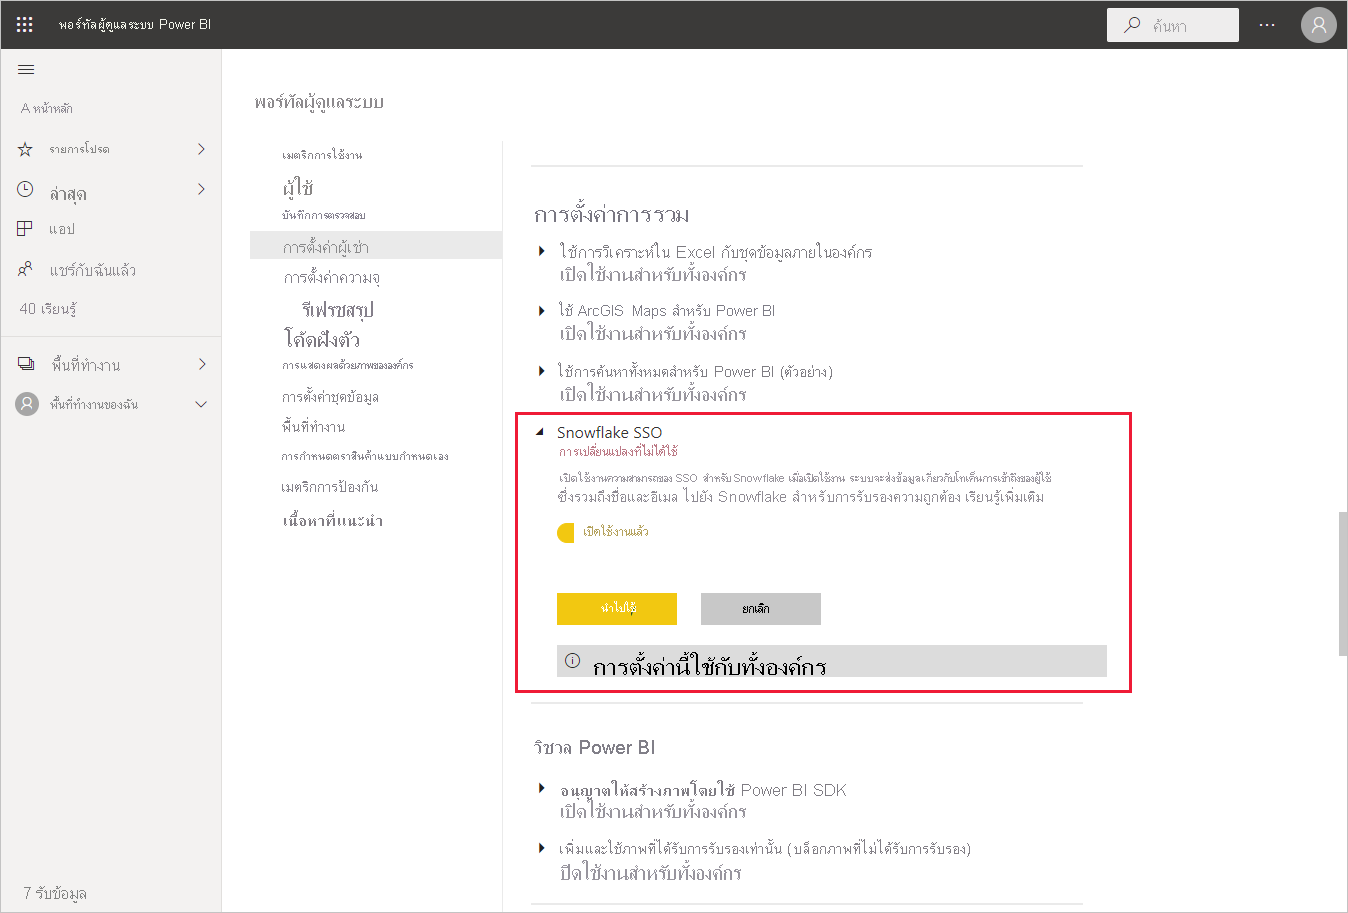 พอร์ทัลผู้ดูแลระบบ Power BI
ค้นหา
A หน้าหลัก
รายการโปรด
ล่าสุด
แอป
แชร์กับฉันแล้ว
40 เรียนรู้
พื้นที่ทำงาน
พื้นที่ทำงานของฉัน
7 รับข้อมูล
พอร์ทัลผู้ดูแลระบบ
เมตริกการใช้งาน
ผู้ใช้
บันทึกการตรวจสอบ
การตั้งค่าผู้เช่า
การตั้งค่าความจุ
รีเฟรชสรุป
โค้ดฝังตัว
การแสดงผลด้วยภาพขององค์กร
การตั้งค่าชุดข้อมูล
พื้นที่ทำงาน
การกำหนดตราสินค้าแบบกำหนดเอง
เมตริกการป้องกัน
เนื้อหาที่แนะนำ
การตั้งค่าการรวม
ใช้การวิเคราะห์ใน Excel กับชุดข้อมูลภายในองค์กร
เปิดใช้งานสำหรับทั้งองค์กร
ใช้ ArcGIS Maps สำหรับ Power BI
เปิดใช้งานสำหรับทั้งองค์กร
ใช้การค้นหาทั้งหมดสำหรับ Power BI (ตัวอย่าง)
เปิดใช้งานสำหรับทั้งองค์กร
Snowflake SSO
การเปลี่ยนแปลงที่ไม่ได้ใช้
เปิดใช้งานความสามารถของ SSO สำหรับ Snowflake เมื่อเปิดใช้งาน ระบบจะส่งข้อมูลเกี่ยวกับโทเค็นการเข้าถึงของผู้ใช้
ซึ่งรวมถึงชื่อและอีเมล ไปยัง Snowflake สำหรับการรับรองความถูกต้อง เรียนรู้เพิ่มเติม
เปิดใช้งานแล้ว
นำไปใช้
ยกเลิก
การตั้งค่านี้ใช้กับทั้งองค์กร
วิชวล Power BI
อนุญาตให้สร้างภาพโดยใช้ Power BI SDK
เปิดใช้งานสำหรับทั้งองค์กร
เพิ่มและใช้ภาพที่ได้รับการรับรองเท่านั้น (บล็อกภาพที่ไม่ได้รับการรับรอง)
ปิดใช้งานสำหรับทั้งองค์กร